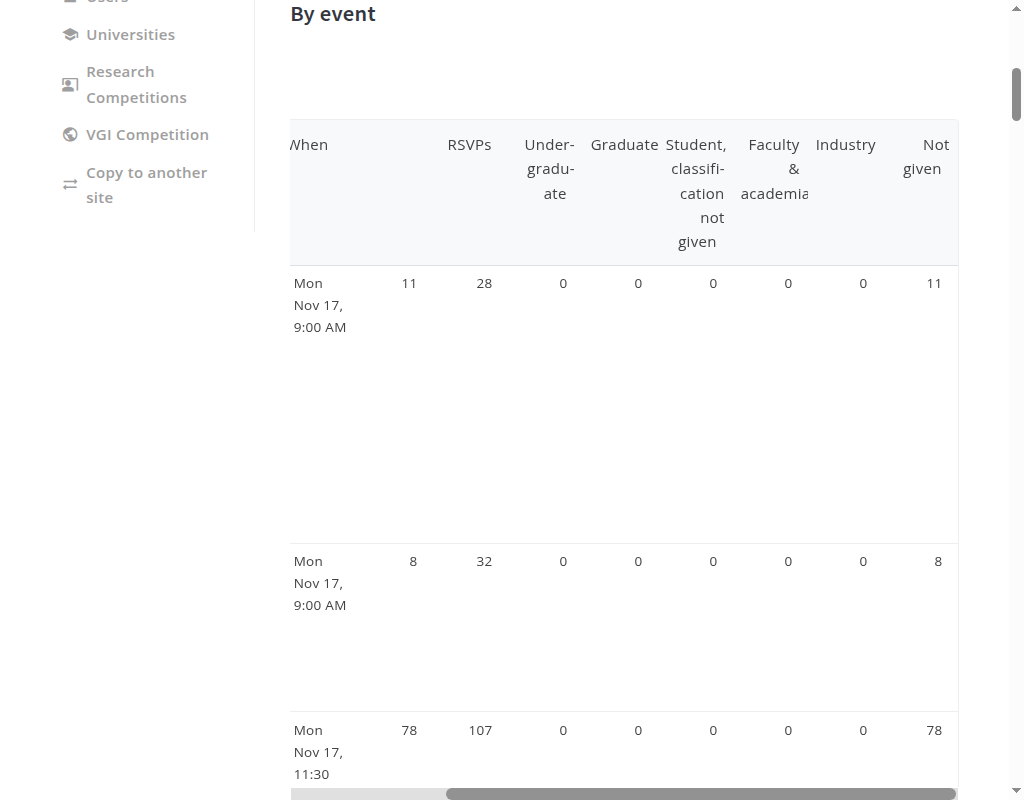 Users
Universities
Research
Competitions
VGI Competition
Copy to another
site
By event
When RSVPs Under-
gradu-
ate Graduate Student,
classifi-
cation
not
given Faculty
&
academia Industry Not
given
Mon
Nov 17,
9:00 AM 11 28 0 0 0 0 0 11
Mon
Nov 17,
9:00 AM 8 32 0 0 0 0 0 8
Mon
Nov 17,
11:30 78 107 0 0 0 0 0 78